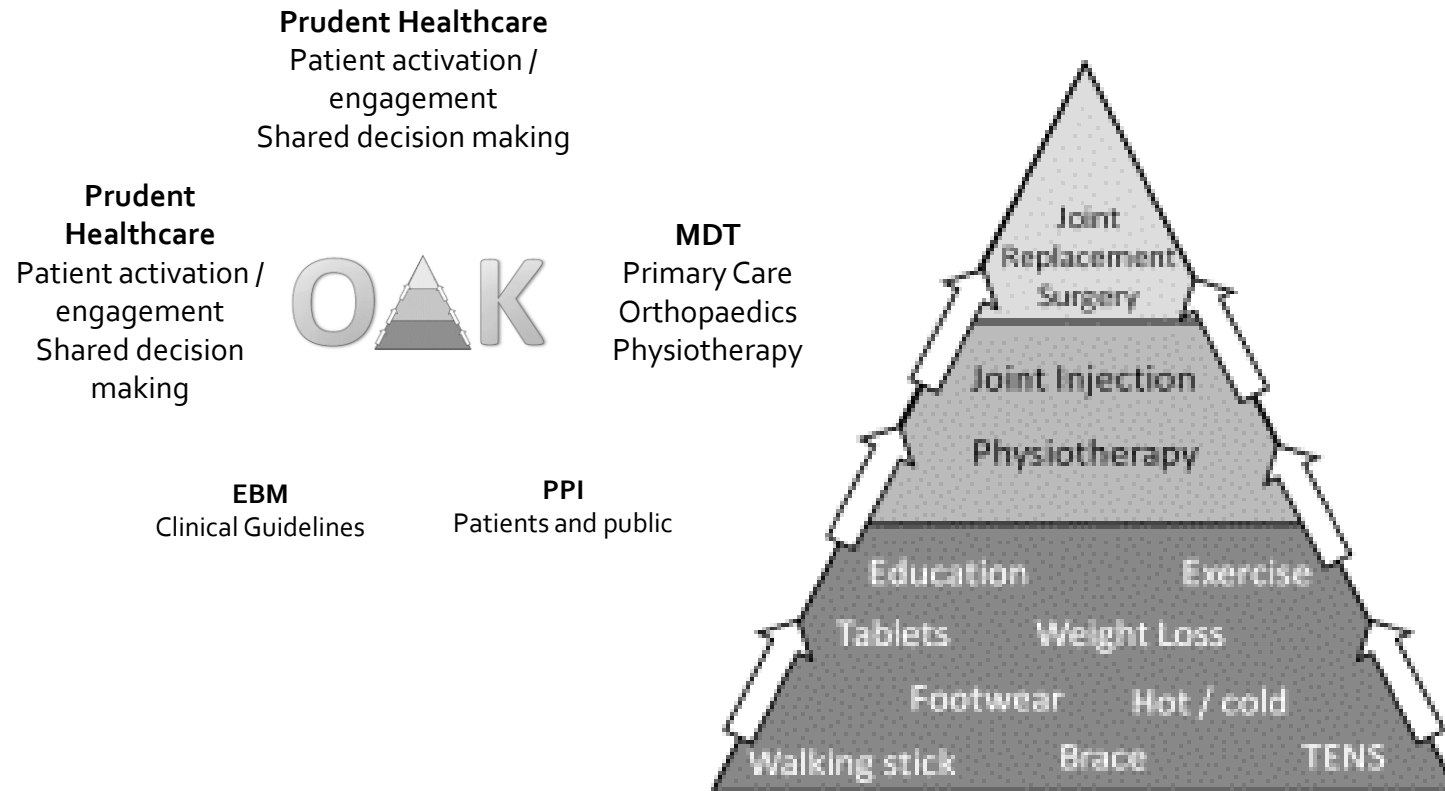 Prudent Healthcare
Patient activation /
engagement
Shared decision making
Prudent
Healthcare
Patient activation /
engagement
Shared decision
making
OAK
MDT
Primary Care
Orthopaedics
Physiotherapy
EBM
Clinical Guidelines
PPI
Patients and public
Joint
Replacement
Surgery
Joint Injection
Physiotherapy
Education Exercise
Tablets Weight Loss
Footwear Hot / cold
Walking stick Brace TENS